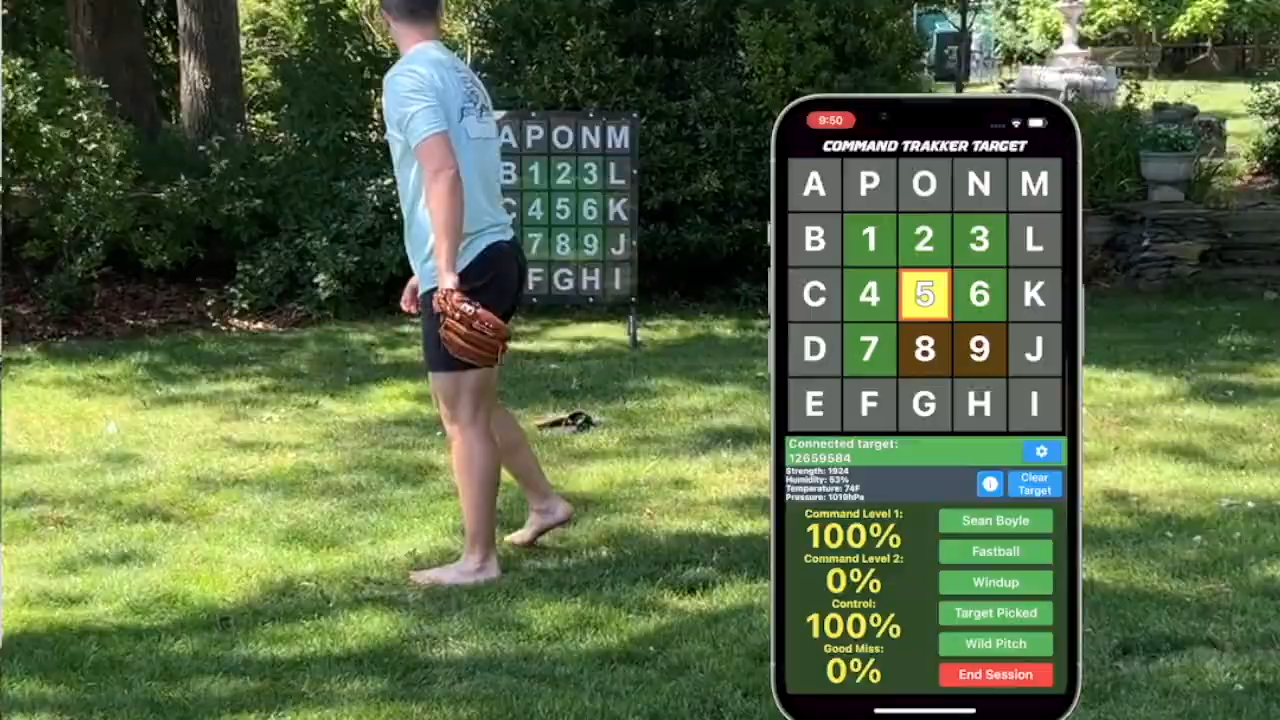 A P O N M
B 1 2 3 L
C 4 5 6 K
7 8 9 J
F G H I
9:50
COMMAND TRAKKER TARGET
A P O N M
B 1 2 3 L
C 4 5 6 K
D 7 8 9 J
E F G H I
Connected target:
12659584
Strength: 1924
Humidity: 53%
Temperature: 74F
Pressure: 1019hPa
Clear
Target
Command Level 1:
100%
Command Level 2:
0%
Control:
100%
Good Miss:
0%
Sean Boyle
Fastball
Windup
Target Picked
Wild Pitch
End Session